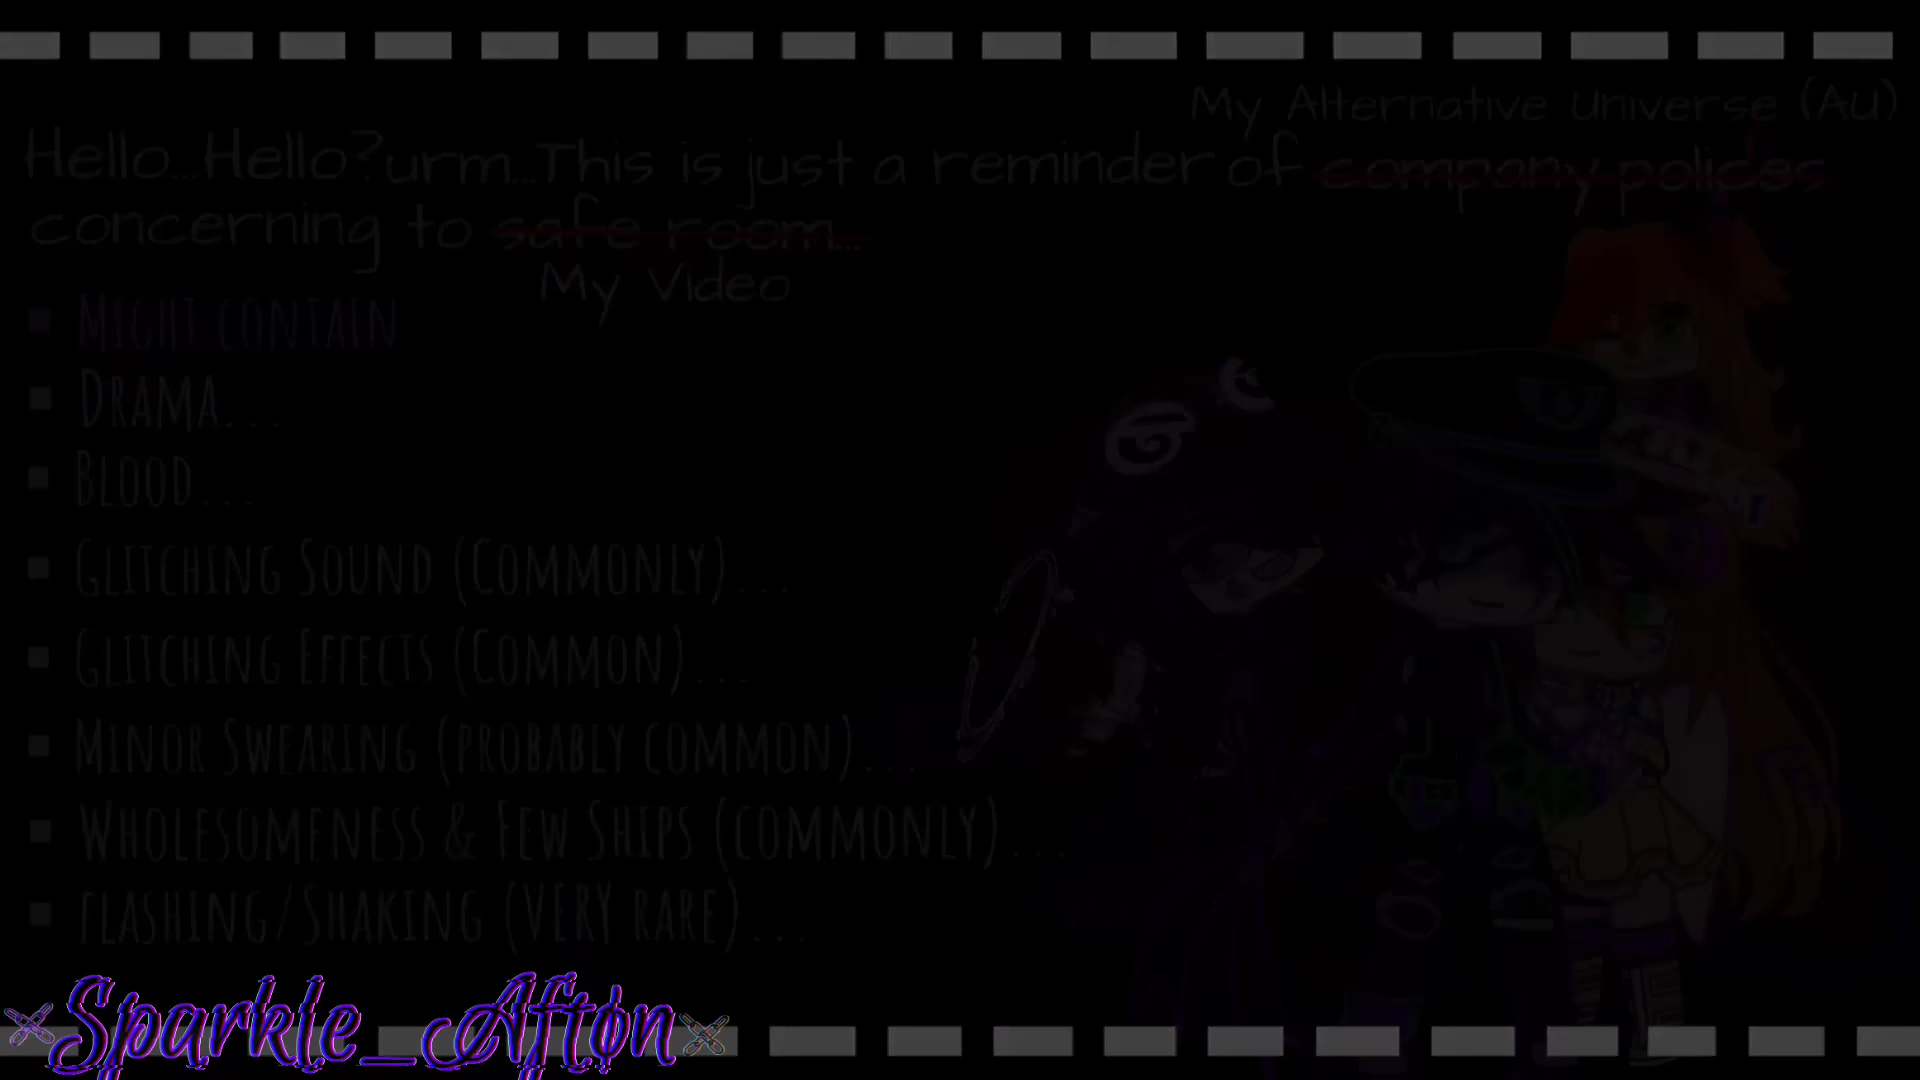 My Alternative Universe (AU)
Hello...Hello?urm...This is just a reminder of company polices
concerning to safe room...
My Video
Might contain
Drama...
Blood...
Glitching Sound (Commonly)...
Glitching Effects (Common)...
Minor Swearing (probably common)...
Wholesomeness & Few Ships (commonly)...
flashing/Shaking (VERY rare)...
Sparkle_Afton